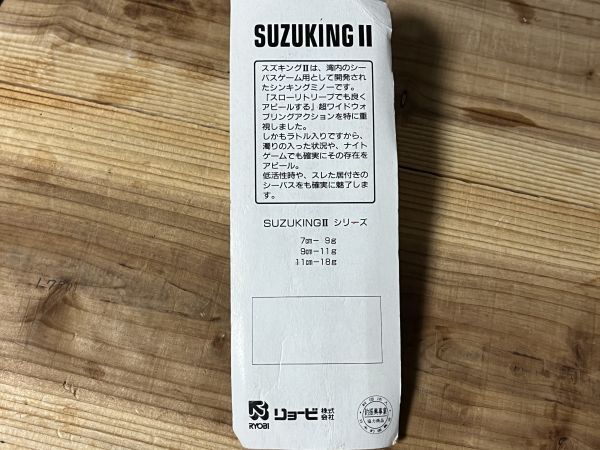 SUZUKING II
スズキングⅡは、湾内のシー
バスゲーム用として開発され
たシンキングミノーです。
「スローリトリーブでも良く
アピールする」超ワイドウォ
ブリングアクションを特に重
視しました。
しかもラトル入りですから、
濁りの入った状況や、ナイト
ゲームでも確実にその存在を
アピール。
低活性時や、スレた居付きの
シーバスをも確実に魅了しま
す。
SUZUKINGⅡ シリーズ
7㎝－ 9g
9㎝－11g
11㎝－18g
RYOBI
リョービ 株式会社
協力商品